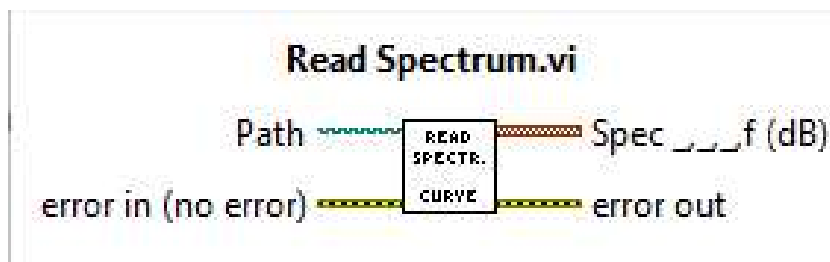 Read Spectrum.vi
Path
READ
SPECTR.
CURVE
Spec _,_,_f (dB)
error in (no error)
error out